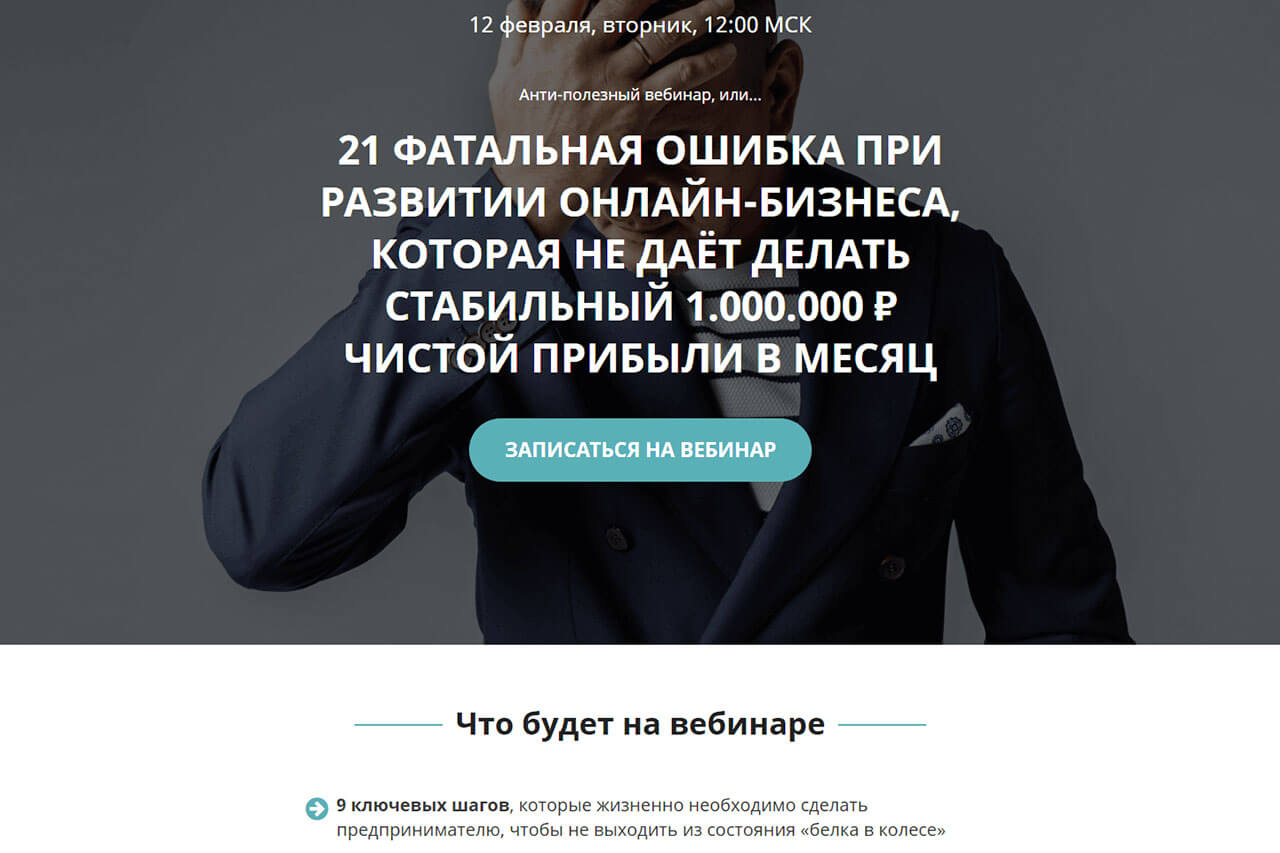 12 февраля, вторник, 12:00 МСК
Анти-полезный вебинар, или...
21 ФАТАЛЬНАЯ ОШИБКА ПРИ
РАЗВИТИИ ОНЛАЙН-БИЗНЕСА,
КОТОРАЯ НЕ ДАЁТ ДЕЛАТЬ
СТАБИЛЬНЫЙ 1.000.000 ₽
ЧИСТОЙ ПРИБЫЛИ В МЕСЯЦ
ЗАПИСАТЬСЯ НА ВЕБИНАР
Что будет на вебинаре
9 ключевых шагов, которые жизненно необходимо сделать
предпринимателю, чтобы не выходить из состояния «белка в колесе»